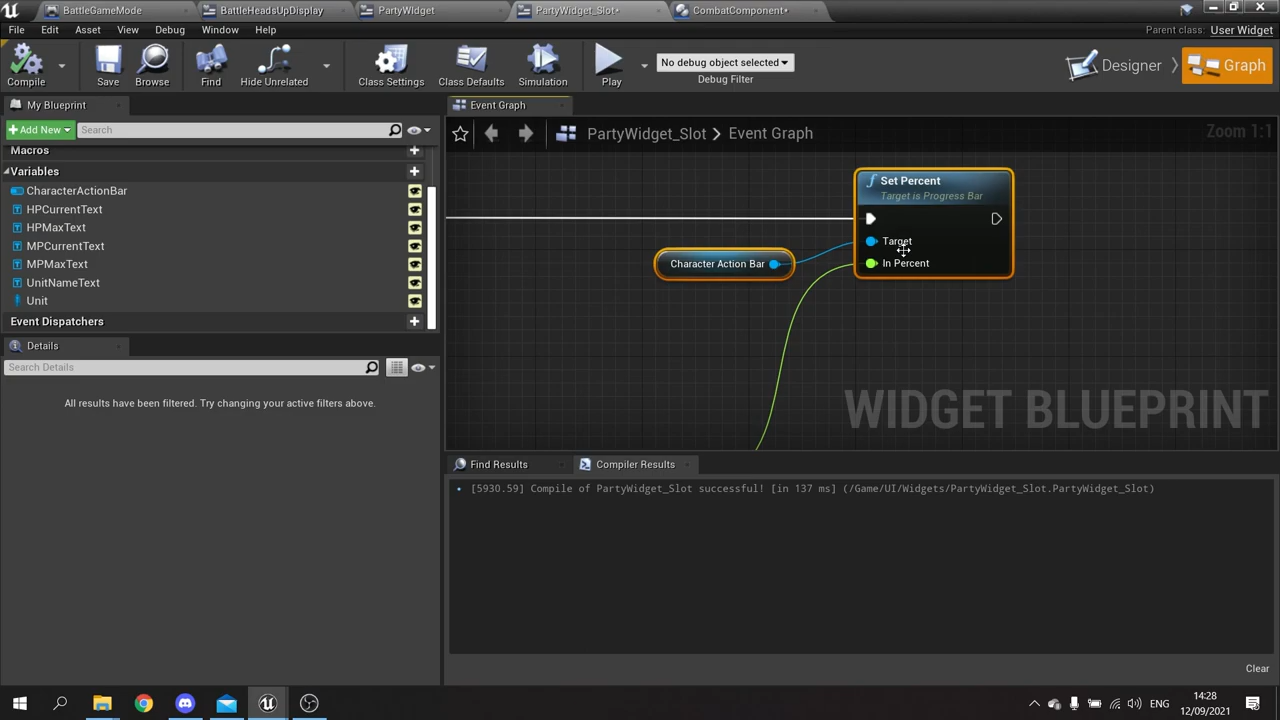 BattleGameMode
BattleHeadsUpDisplay
PartyWidget
PartyWidget_Slot*
CombatComponent*
File
Edit
Asset
View
Debug
Window
Help
Parent class: User Widget
Compile
Save
Browse
Find
Hide Unrelated
Class Settings
Class Defaults
Simulation
Play
No debug object selected
Debug Filter
Designer
Graph
My Blueprint
Event Graph
+Add New
Search
PartyWidget_Slot > Event Graph
Zoom 1:1
Macros
Variables
CharacterActionBar
HPCurrentText
HPMaxText
MPCurrentText
MPMaxText
UnitNameText
Unit
Event Dispatchers
Set Percent
Target is Progress Bar
Target
In Percent
Character Action Bar
WIDGET BLUEPRINT
Details
Search Details
All results have been filtered. Try changing your active filters above.
Find Results
Compiler Results
[5930.59] Compile of PartyWidget_Slot successful! [in 137 ms] (/Game/UI/Widgets/PartyWidget_Slot.PartyWidget_Slot)
Clear
ENG
14:28
12/09/2021